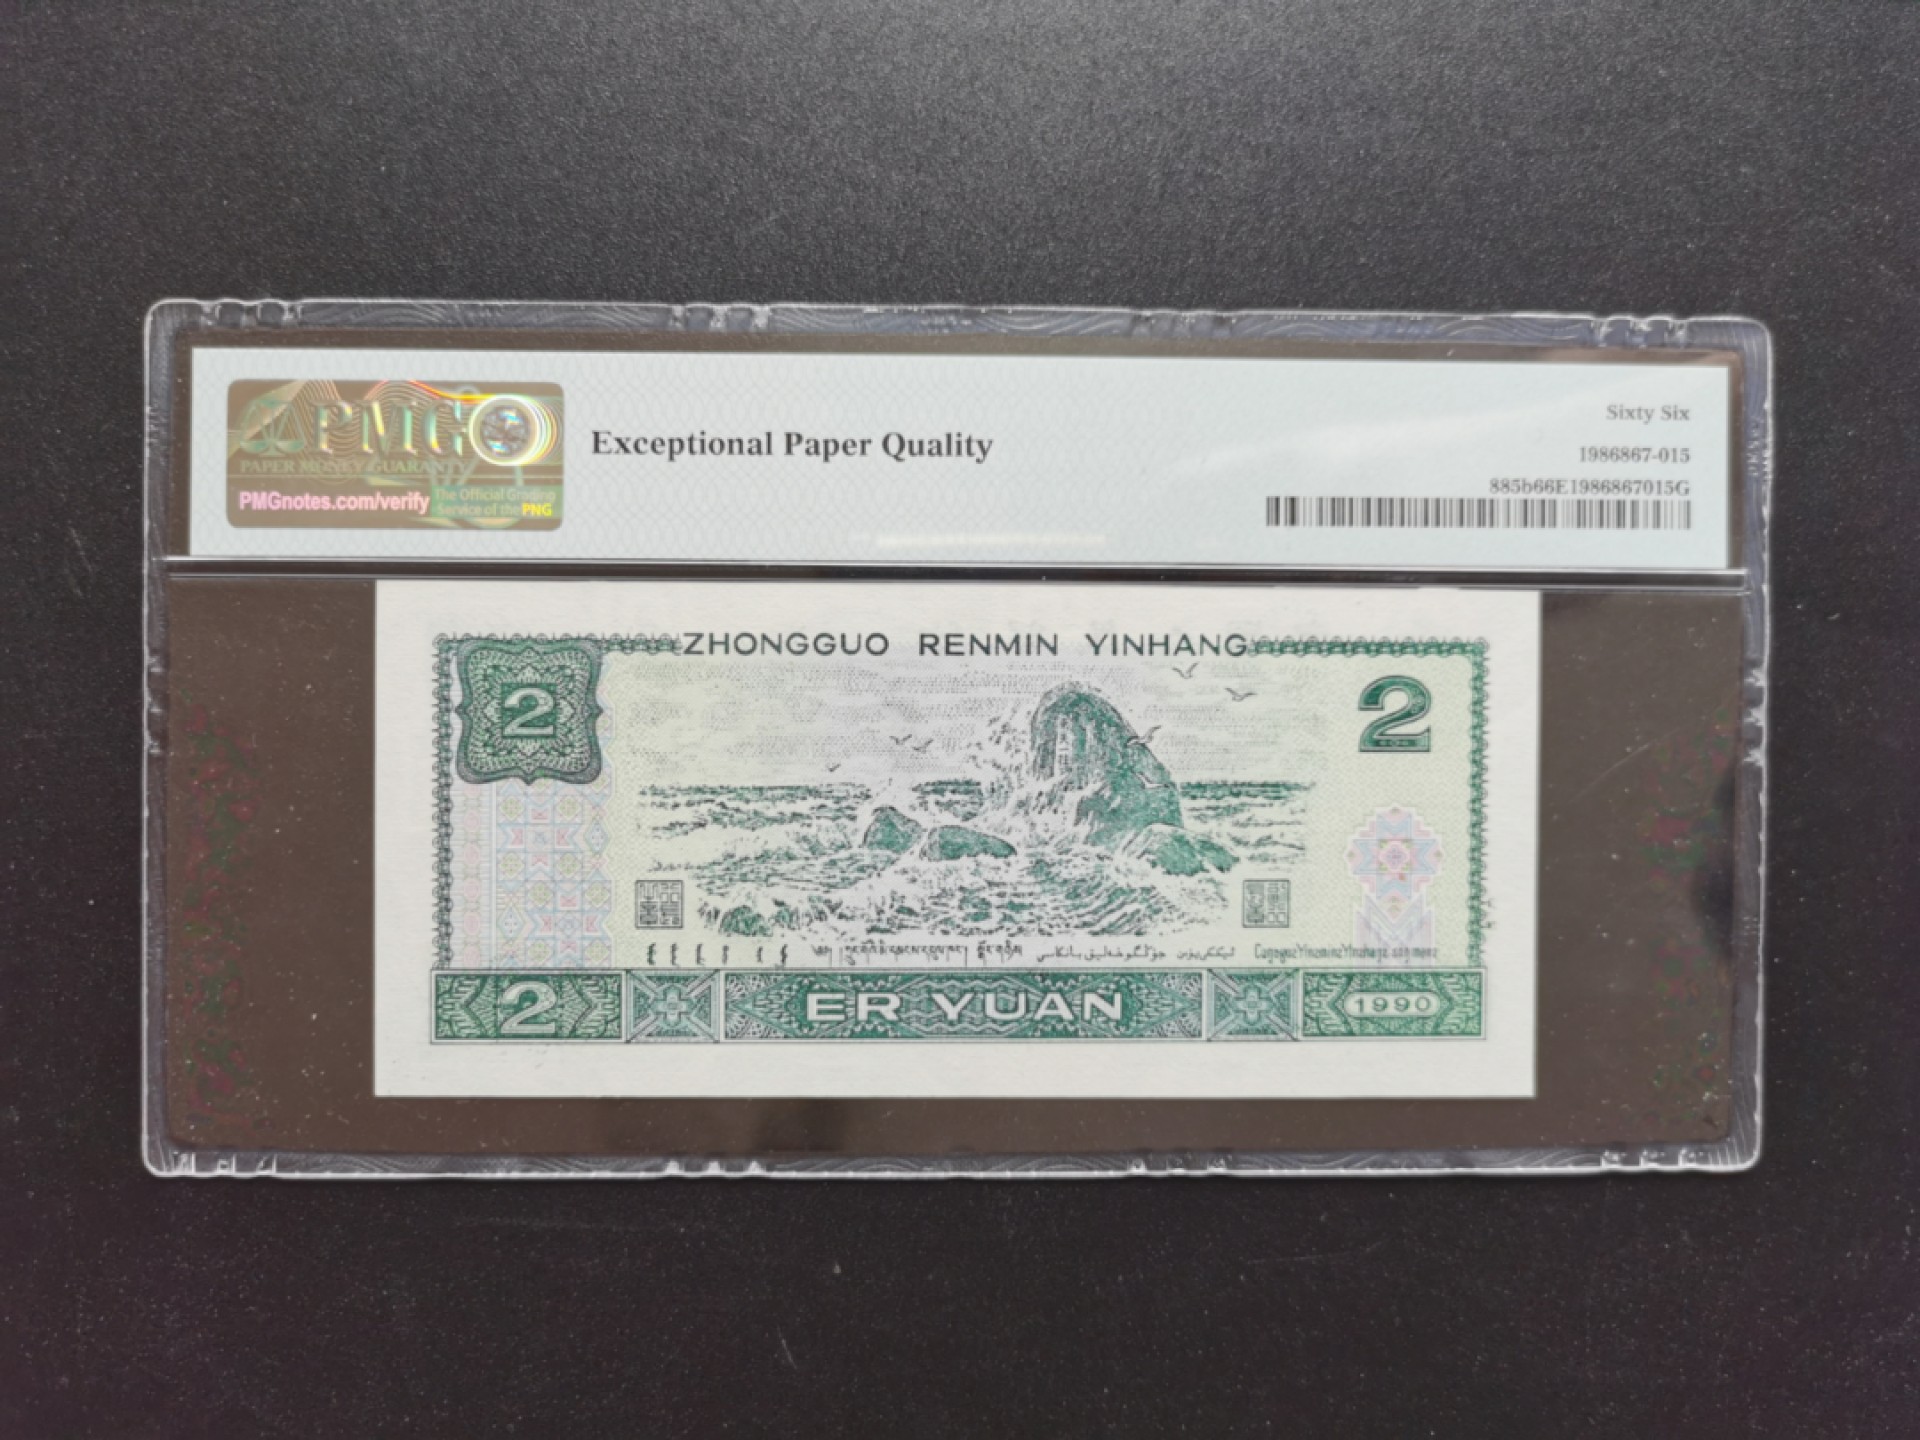 PMG
PAPER MONEY GUARANTY
PMGnotes.com/verify
The Official Grading
Service of the PNG
Exceptional Paper Quality
Sixty Six
1986867-015
885b66E1986867015G
ZHONGGUO RENMIN YINHANG
2
2
2 ER YUAN 1990